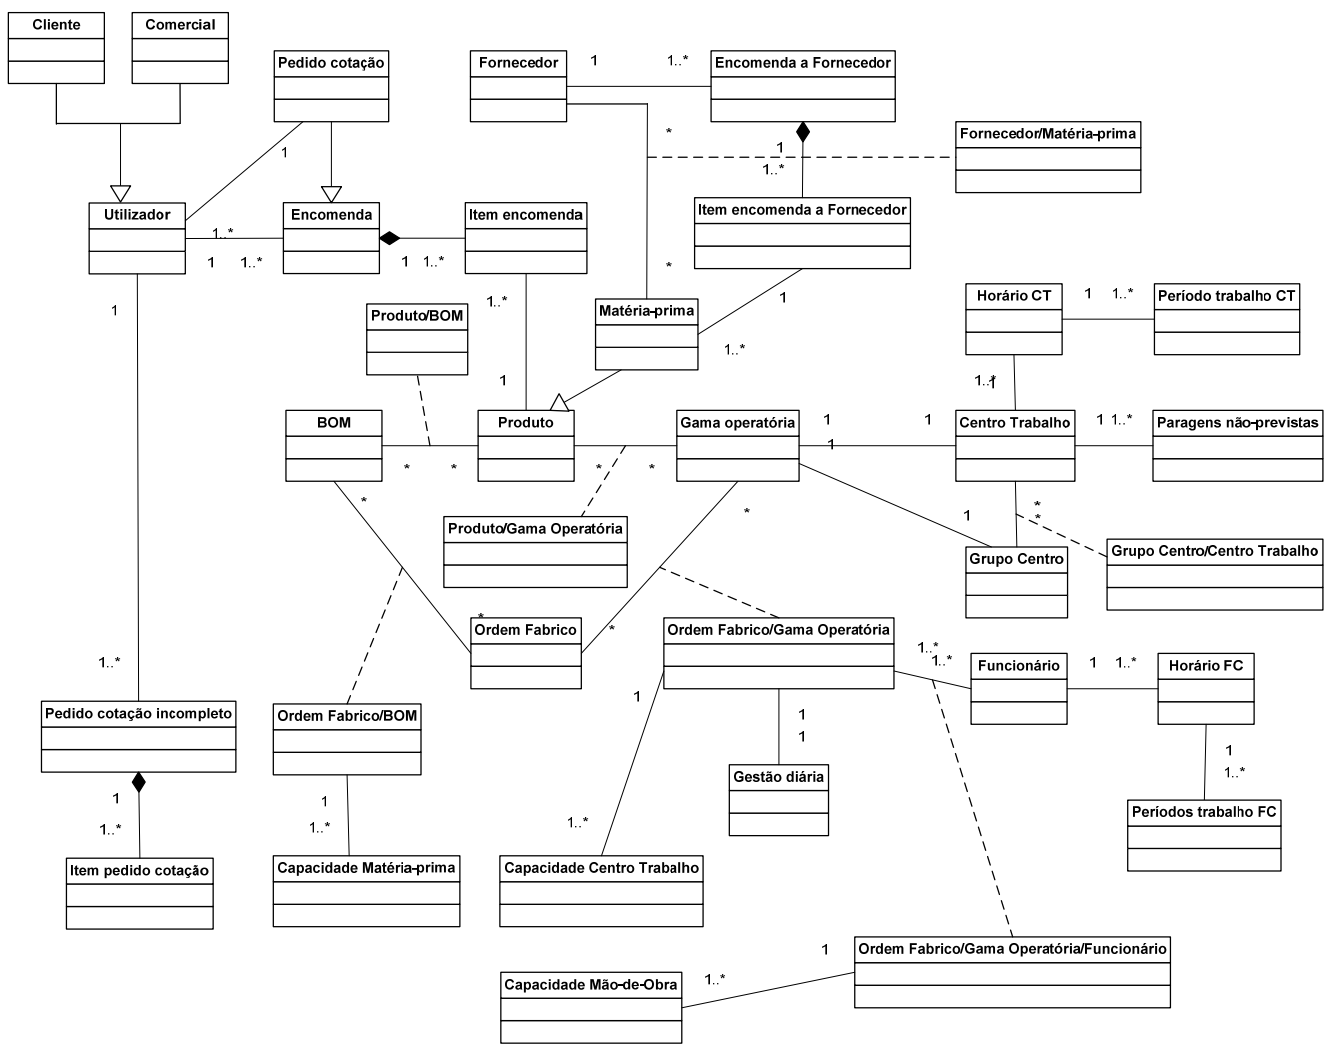 Cliente
Comercial
Pedido cotação
Fornecedor
1
1..*
Encomenda a Fornecedor
*
1
1..*
Fornecedor/Matéria-prima
1
Utilizador
1..*
1
1..*
Encomenda
1
1..*
Item encomenda
Item encomenda a Fornecedor
*
1
1..*
1
1..*
Produto/BOM
Matéria-prima
1..*
Horário CT
1
1..*
Período trabalho CT
1..*
1
1
BOM
*
*
Produto
*
*
Gama operatória
1
1
1
Centro Trabalho
1
1..*
Paragens não-previstas
*
*
1
*
*
Produto/Gama Operatória
Grupo Centro
Grupo Centro/Centro Trabalho
*
Ordem Fabrico
*
Ordem Fabrico/Gama Operatória
1..*
1..*
Funcionário
1
1..*
Horário FC
1..*
Pedido cotação incompleto
Ordem Fabrico/BOM
1
1
1
1
1..*
Gestão diária
1
1..*
1
1..*
1..*
Períodos trabalho FC
Item pedido cotação
Capacidade Matéria-prima
Capacidade Centro Trabalho
Ordem Fabrico/Gama Operatória/Funcionário
1
1..*
Capacidade Mão-de-Obra